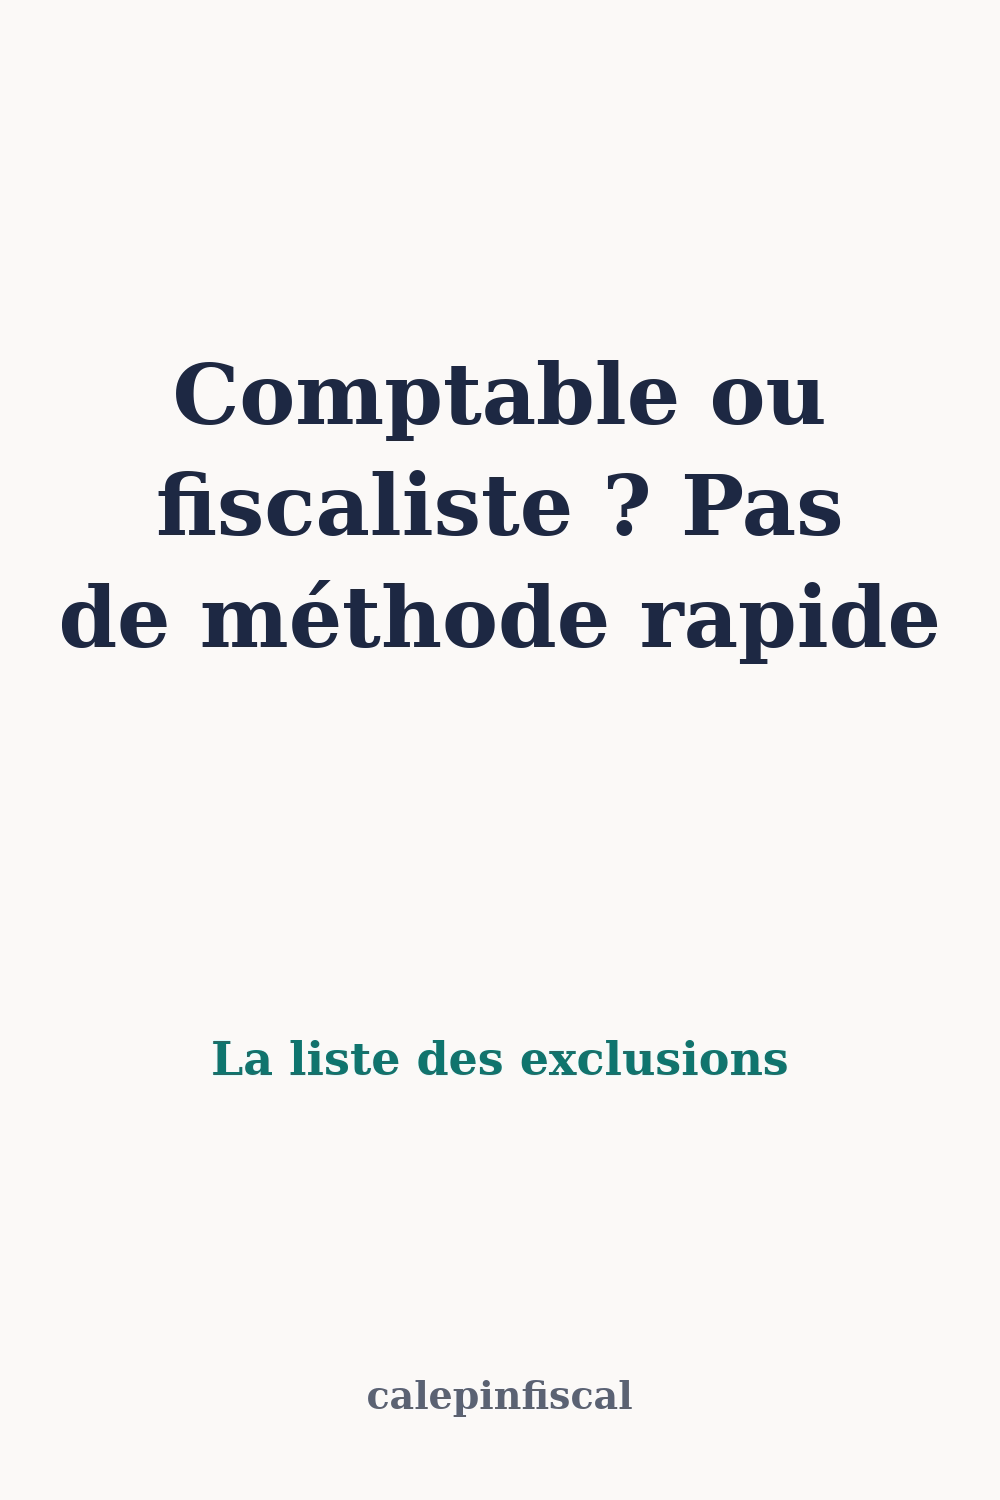 Comptable ou
fiscaliste ? Pas
de méthode rapide
La liste des exclusions
calepinfiscal